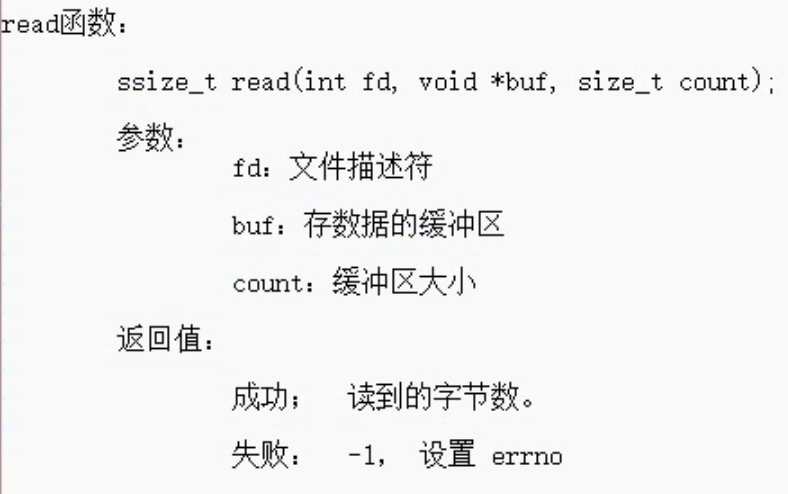 read函数：
ssize_t read(int fd, void *buf, size_t count);
参数：
fd：文件描述符
buf：存数据的缓冲区
count：缓冲区大小
返回值：
成功； 读到的字节数。
失败： -1， 设置 errno